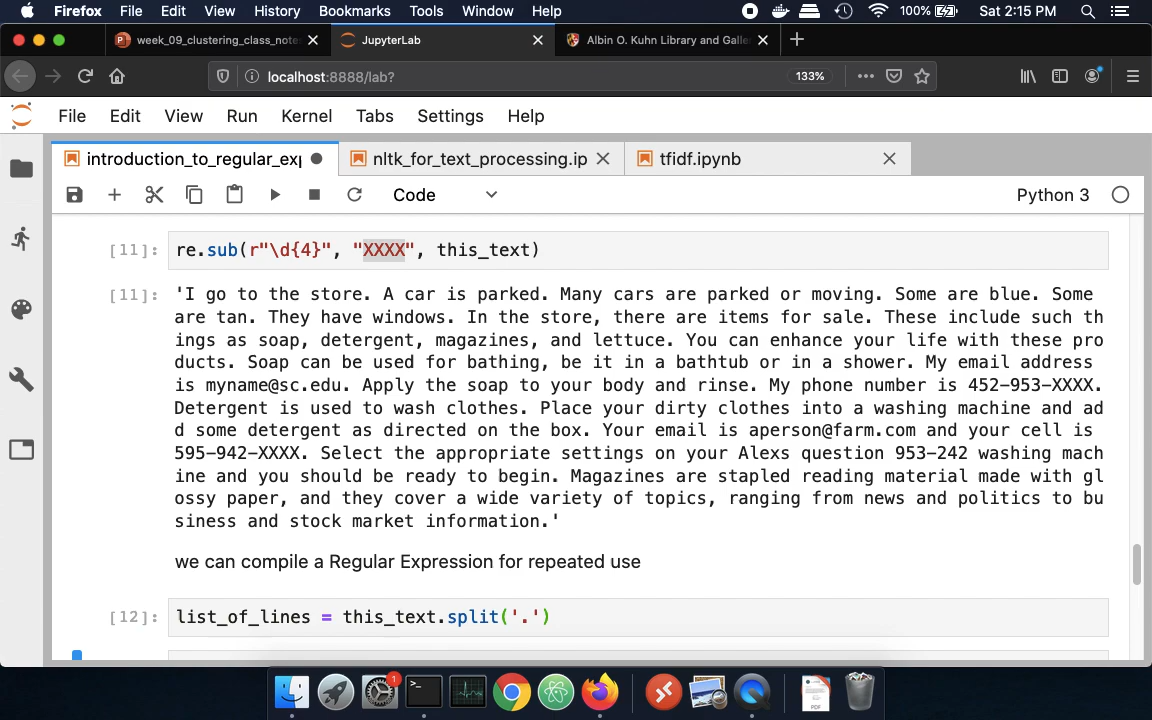 Firefox File Edit View History Bookmarks Tools Window Help 100% Sat 2:15 PM
week_09_clustering_class_note JupyterLab Albin O. Kuhn Library and Galle
localhost:8888/lab? 133%
File Edit View Run Kernel Tabs Settings Help
introduction_to_regular_exp nltk_for_text_processing.ip tfidf.ipynb
Code Python 3
[11]: re.sub(r"\d{4}", "XXXX", this_text)
[11]: 'I go to the store. A car is parked. Many cars are parked or moving. Some are blue. Some
are tan. They have windows. In the store, there are items for sale. These include such th
ings as soap, detergent, magazines, and lettuce. You can enhance your life with these pro
ducts. Soap can be used for bathing, be it in a bathtub or in a shower. My email address
is myname@sc.edu. Apply the soap to your body and rinse. My phone number is 452-953-XXXX.
Detergent is used to wash clothes. Place your dirty clothes into a washing machine and ad
d some detergent as directed on the box. Your email is aperson@farm.com and your cell is
595-942-XXXX. Select the appropriate settings on your Alexs question 953-242 washing mach
ine and you should be ready to begin. Magazines are stapled reading material made with gl
ossy paper, and they cover a wide variety of topics, ranging from news and politics to bu
siness and stock market information.'
we can compile a Regular Expression for repeated use
[12]: list_of_lines = this_text.split('.')
1
PDF